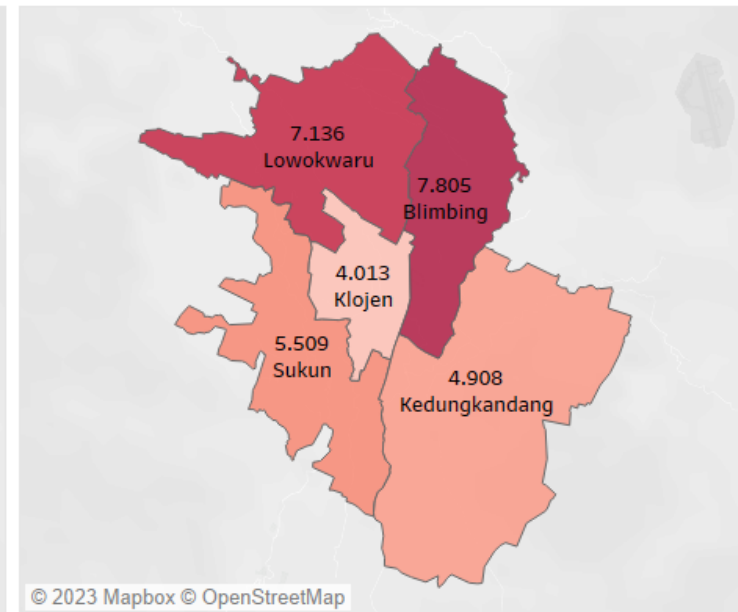 7.136
Lowokwaru
7.805
Blimbing
4.013
Klojen
5.509
Sukun
4.908
Kedungkandang
© 2023 Mapbox © OpenStreetMap